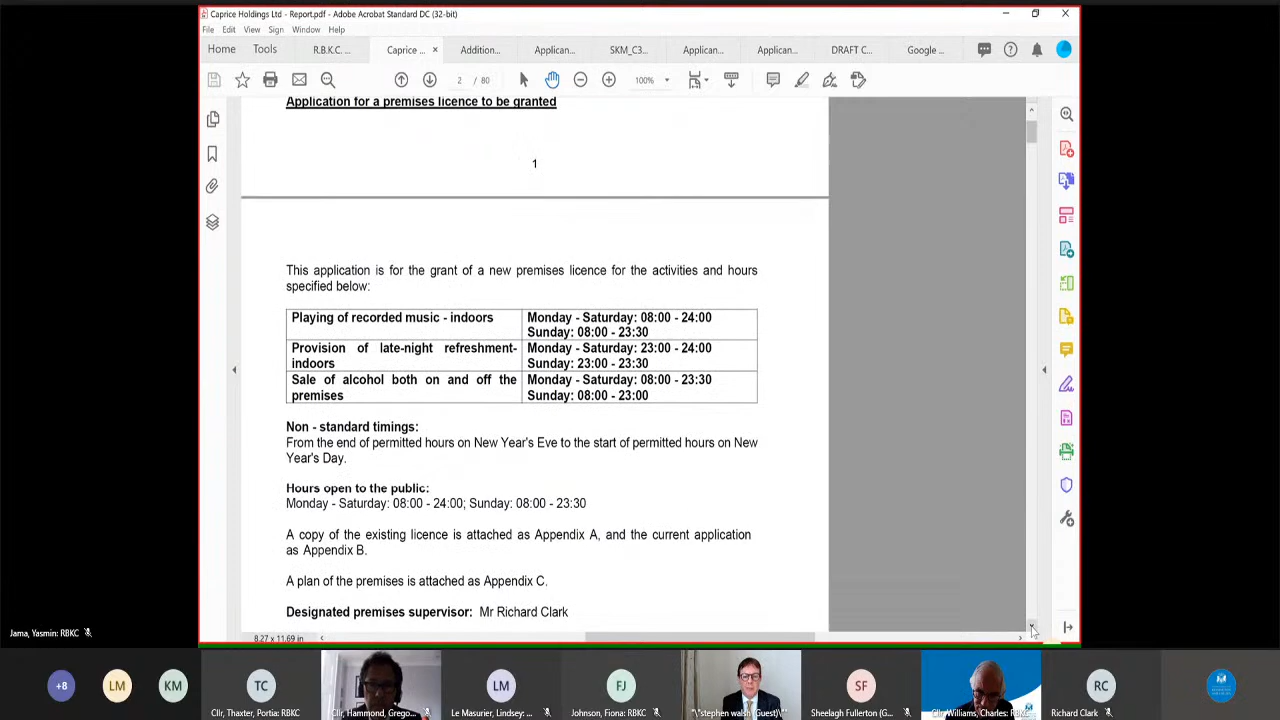 Caprice Holdings Ltd - Report.pdf - Adobe Acrobat Standard DC (32-bit)
File Edit View Sign Window Help
Home Tools R.B.K.C. ... Caprice ... × Addition... Applican... SKM_C3... Applican... Applican... DRAFT C... Google ...
2 / 80 100%
Application for a premises licence to be granted
1
This application is for the grant of a new premises licence for the activities and hours
specified below:
Playing of recorded music - indoors Monday - Saturday: 08:00 - 24:00
Sunday: 08:00 - 23:30
Provision of late-night refreshment- Monday - Saturday: 23:00 - 24:00
indoors Sunday: 23:00 - 23:30
Sale of alcohol both on and off the Monday - Saturday: 08:00 - 23:30
premises Sunday: 08:00 - 23:00
Non - standard timings:
From the end of permitted hours on New Year's Eve to the start of permitted hours on New
Year's Day.
Hours open to the public:
Monday - Saturday: 08:00 - 24:00; Sunday: 08:00 - 23:30
A copy of the existing licence is attached as Appendix A, and the current application
as Appendix B.
A plan of the premises is attached as Appendix C.
Designated premises supervisor: Mr Richard Clark
8.27 x 11.69 in
Jama, Yasmin: RBKC
+8 LM KM TC LM FJ SF RC
Cllr, Thaxter, Portia: RBKC Cllr, Hammond, Grego... Le Masurier, Lindsey: ... Johnson, Fiona: RBKC "\"stephen walsh (Guest)\"" Sheelagh Fullerton (G... Cllr Williams, Charles: RBKC Richard Clark